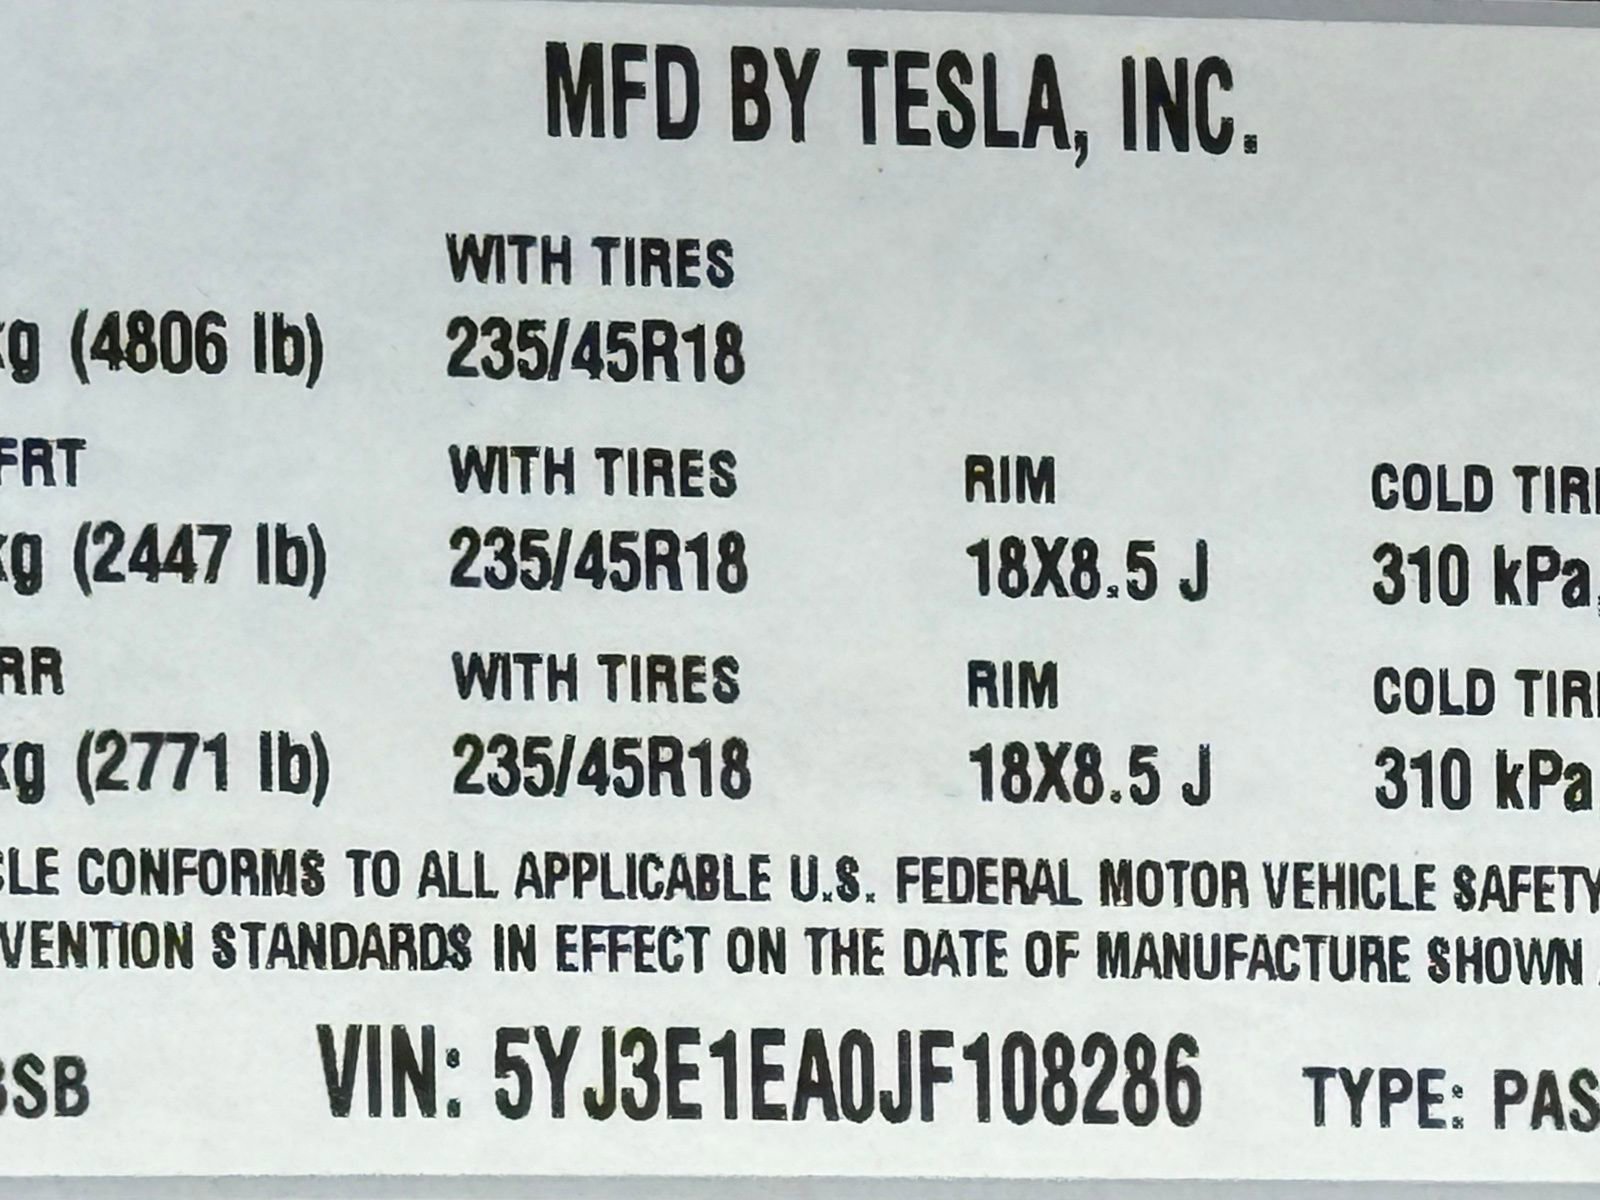 MFD BY TESLA, INC.
WITH TIRES
kg (4806 lb) 235/45R18
FRT WITH TIRES RIM COLD TIRE
kg (2447 lb) 235/45R18 18X8.5 J 310 kPa,
RR WITH TIRES RIM COLD TIRE
kg (2771 lb) 235/45R18 18X8.5 J 310 kPa
CLE CONFORMS TO ALL APPLICABLE U.S. FEDERAL MOTOR VEHICLE SAFETY
VENTION STANDARDS IN EFFECT ON THE DATE OF MANUFACTURE SHOWN
BSB VIN: 5YJ3E1EA0JF108286 TYPE: PAS